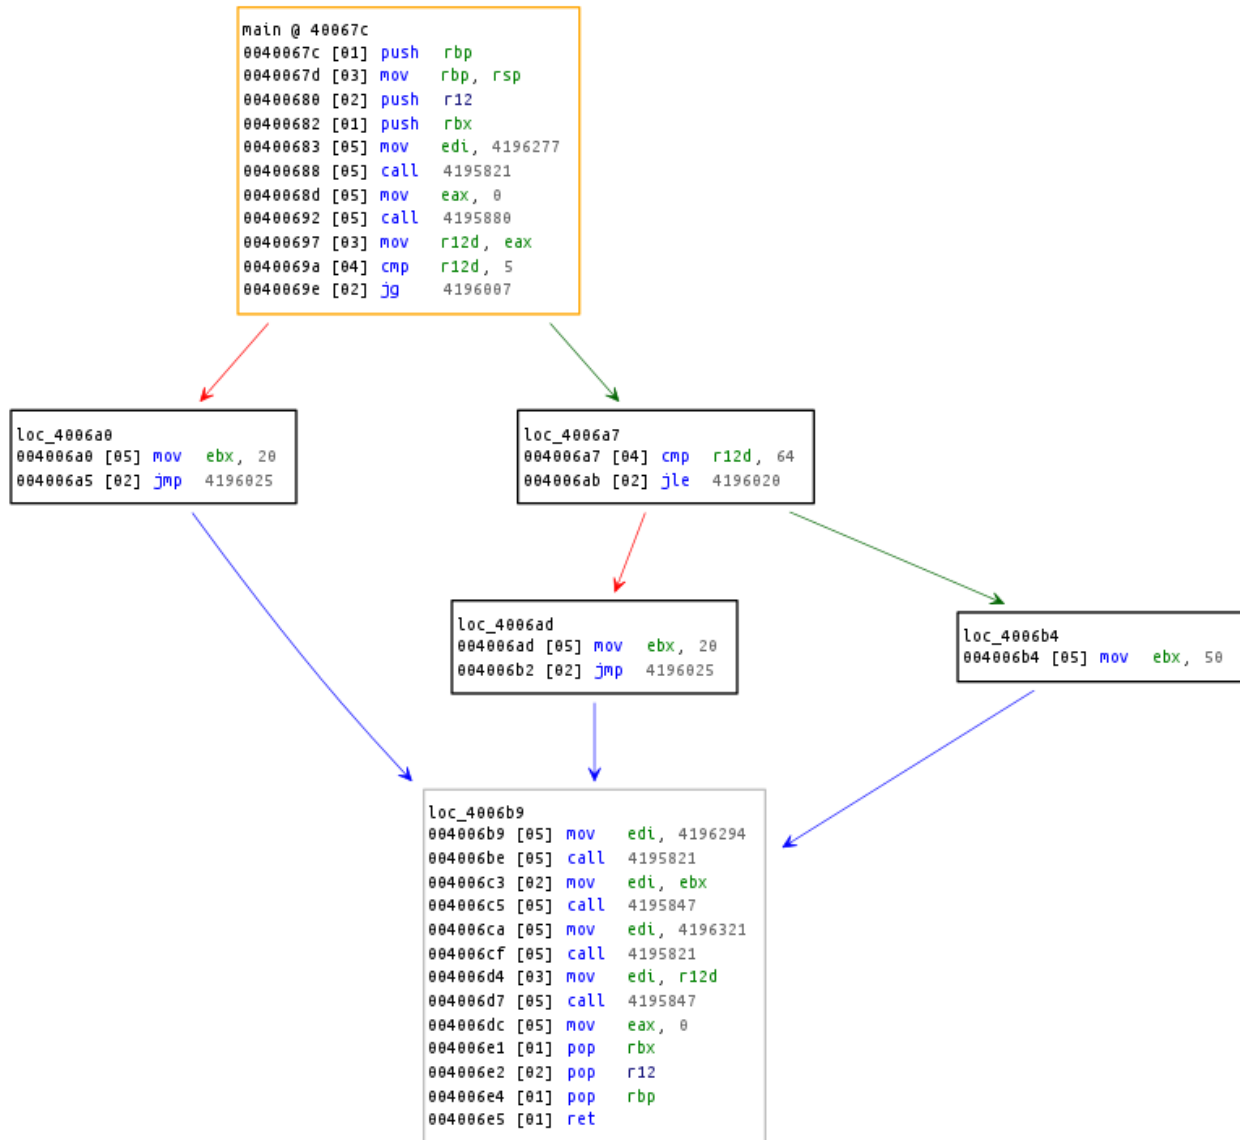 main @ 40067c
0040067c [01] push rbp
0040067d [03] mov rbp, rsp
00400680 [02] push r12
00400682 [01] push rbx
00400683 [05] mov edi, 4196277
00400688 [05] call 4195821
0040068d [05] mov eax, 0
00400692 [05] call 4195880
00400697 [03] mov r12d, eax
0040069a [04] cmp r12d, 5
0040069e [02] jg 4196007
loc_4006a0
004006a0 [05] mov ebx, 20
004006a5 [02] jmp 4196025
loc_4006a7
004006a7 [04] cmp r12d, 64
004006ab [02] jle 4196020
loc_4006ad
004006ad [05] mov ebx, 20
004006b2 [02] jmp 4196025
loc_4006b4
004006b4 [05] mov ebx, 50
loc_4006b9
004006b9 [05] mov edi, 4196294
004006be [05] call 4195821
004006c3 [02] mov edi, ebx
004006c5 [05] call 4195847
004006ca [05] mov edi, 4196321
004006cf [05] call 4195821
004006d4 [03] mov edi, r12d
004006d7 [05] call 4195847
004006dc [05] mov eax, 0
004006e1 [01] pop rbx
004006e2 [02] pop r12
004006e4 [01] pop rbp
004006e5 [01] ret